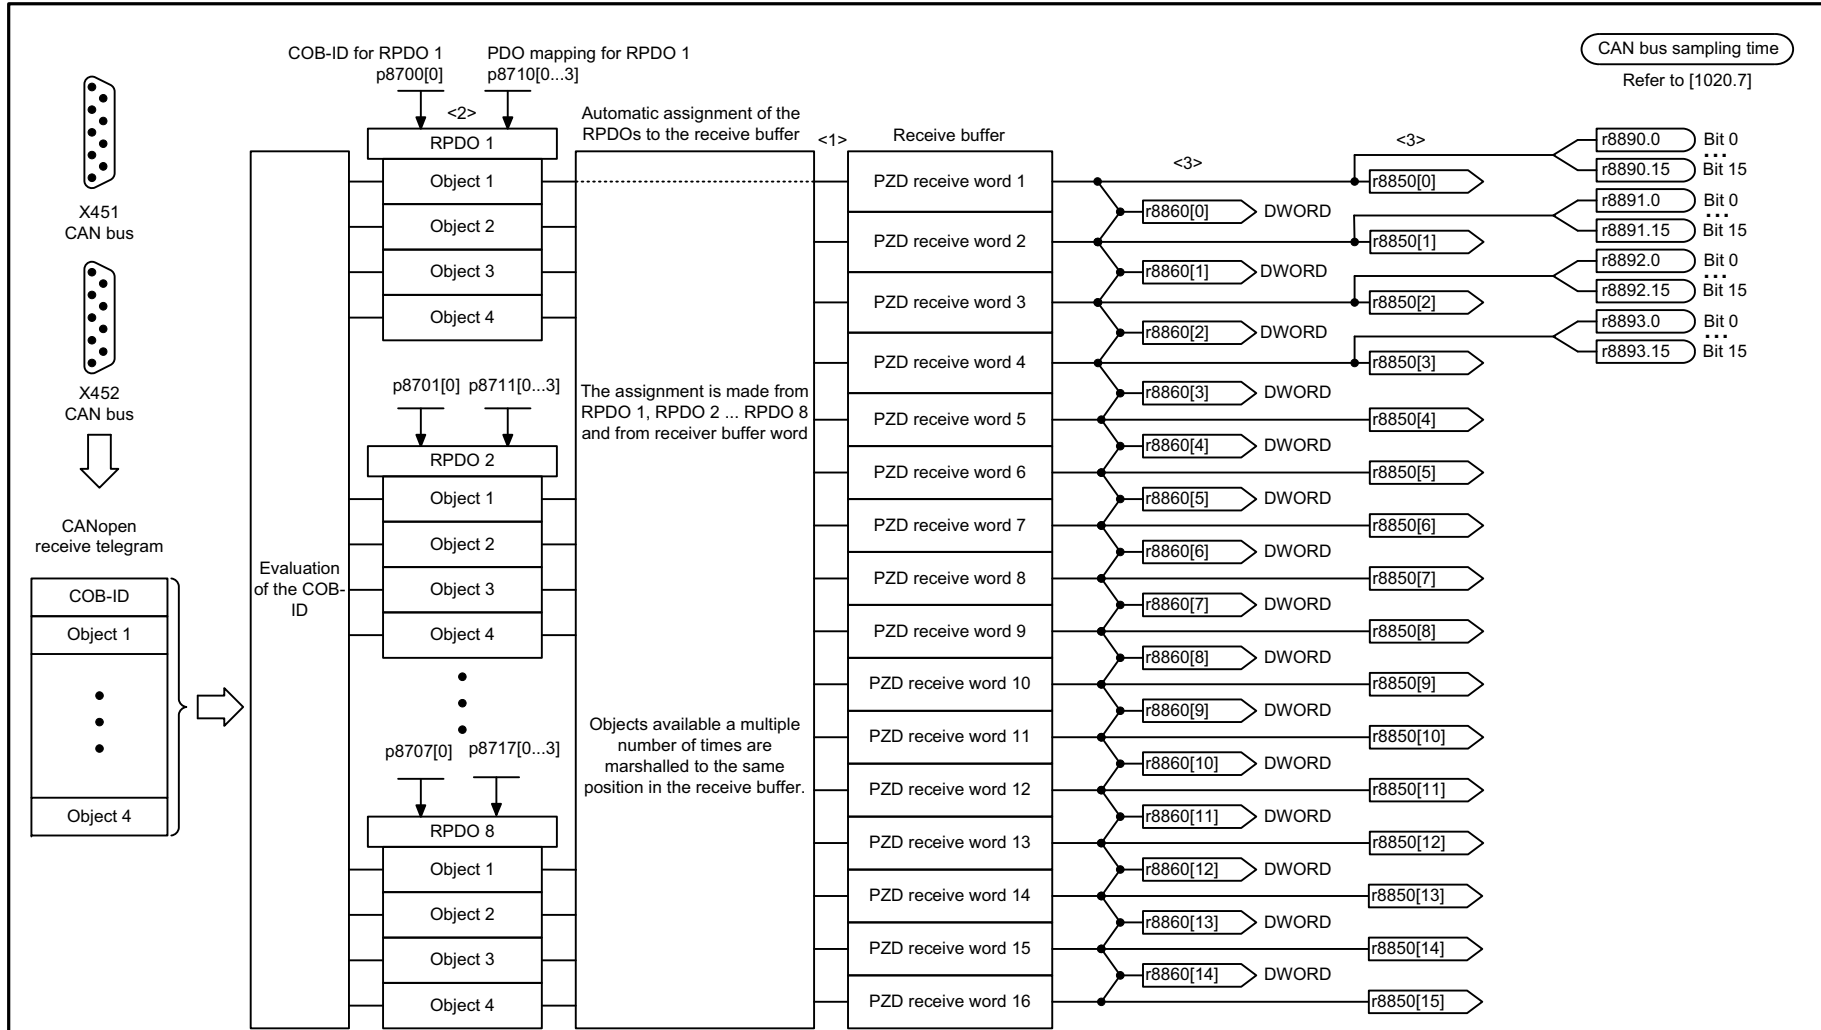 COB-ID for RPDO 1
p8700[0]
PDO mapping for RPDO 1
p8710[0...3]
CAN bus sampling time
Refer to [1020.7]
X451
CAN bus
X452
CAN bus
CANopen
receive telegram
COB-ID
Object 1
Object 4
Evaluation
of the COB-
ID
<2>
RPDO 1
Object 1
Object 2
Object 3
Object 4
p8701[0]
p8711[0...3]
RPDO 2
Object 1
Object 2
Object 3
Object 4
p8707[0]
p8717[0...3]
RPDO 8
Object 1
Object 2
Object 3
Object 4
Automatic assignment of the
RPDOs to the receive buffer
The assignment is made from
RPDO 1, RPDO 2 ... RPDO 8
and from receiver buffer word
Objects available a multiple
number of times are
marshalled to the same
position in the receive buffer.
<1>
Receive buffer
PZD receive word 1
PZD receive word 2
PZD receive word 3
PZD receive word 4
PZD receive word 5
PZD receive word 6
PZD receive word 7
PZD receive word 8
PZD receive word 9
PZD receive word 10
PZD receive word 11
PZD receive word 12
PZD receive word 13
PZD receive word 14
PZD receive word 15
PZD receive word 16
<3>
r8860[0] DWORD
r8860[1] DWORD
r8860[2] DWORD
r8860[3] DWORD
r8860[4] DWORD
r8860[5] DWORD
r8860[6] DWORD
r8860[7] DWORD
r8860[8] DWORD
r8860[9] DWORD
r8860[10] DWORD
r8860[11] DWORD
r8860[12] DWORD
r8860[13] DWORD
r8860[14] DWORD
<3>
r8850[0]
r8850[1]
r8850[2]
r8850[3]
r8850[4]
r8850[5]
r8850[6]
r8850[7]
r8850[8]
r8850[9]
r8850[10]
r8850[11]
r8850[12]
r8850[13]
r8850[14]
r8850[15]
r8890.0 Bit 0
...
r8890.15 Bit 15
r8891.0 Bit 0
...
r8891.15 Bit 15
r8892.0 Bit 0
...
r8892.15 Bit 15
r8893.0 Bit 0
...
r8893.15 Bit 15